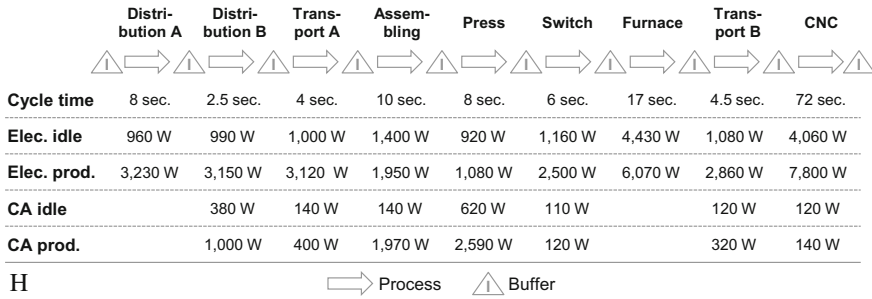 Distri- Distri- Trans- Assem- Press Switch Furnace Trans- CNC
bution A bution B port A bling port B
I I I I I I I I I I
Cycle time 8 sec. 2.5 sec. 4 sec. 10 sec. 8 sec. 6 sec. 17 sec. 4.5 sec. 72 sec.
Elec. idle 960 W 990 W 1,000 W 1,400 W 920 W 1,160 W 4,430 W 1,080 W 4,060 W
Elec. prod. 3,230 W 3,150 W 3,120 W 1,950 W 1,080 W 2,500 W 6,070 W 2,860 W 7,800 W
CA idle 380 W 140 W 140 W 620 W 110 W 120 W 120 W
CA prod. 1,000 W 400 W 1,970 W 2,590 W 120 W 320 W 140 W
H Process I Buffer